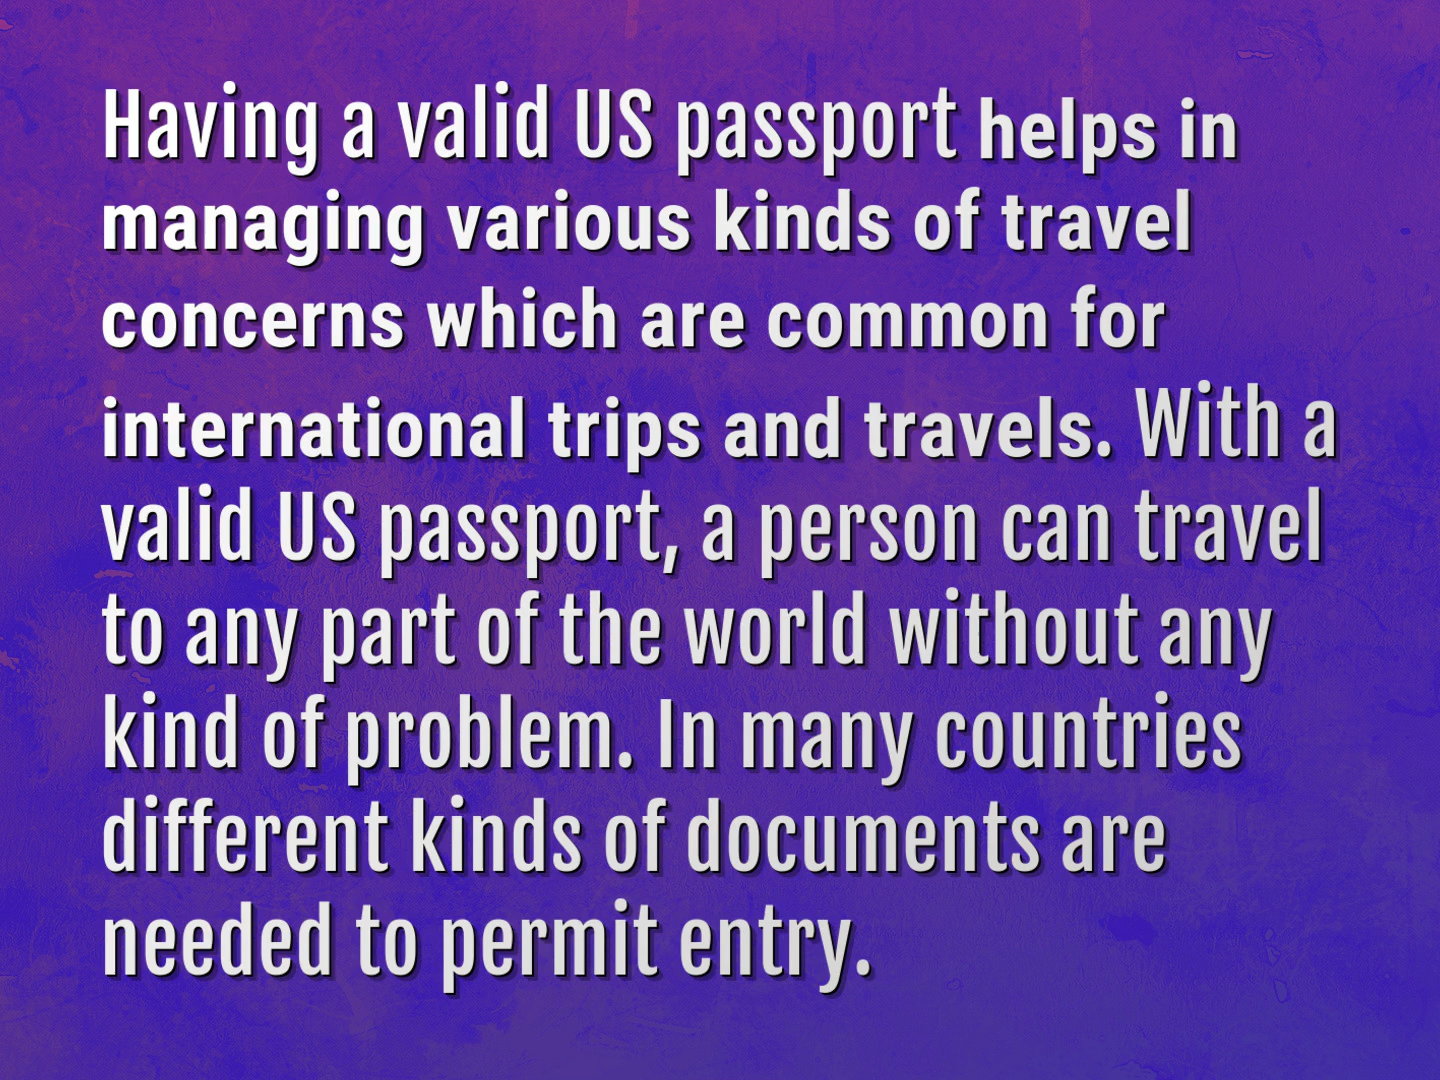 Having a valid US passport helps in
managing various kinds of travel
concerns which are common for
international trips and travels. With a
valid US passport, a person can travel
to any part of the world without any
kind of problem. In many countries
different kinds of documents are
needed to permit entry.